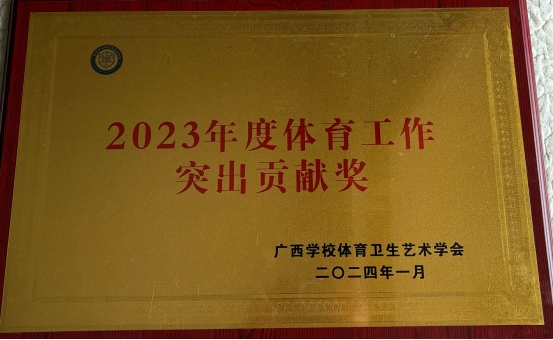 2023年度体育工作
突出贡献奖
广西学校体育卫生艺术学会
二〇二四年一月